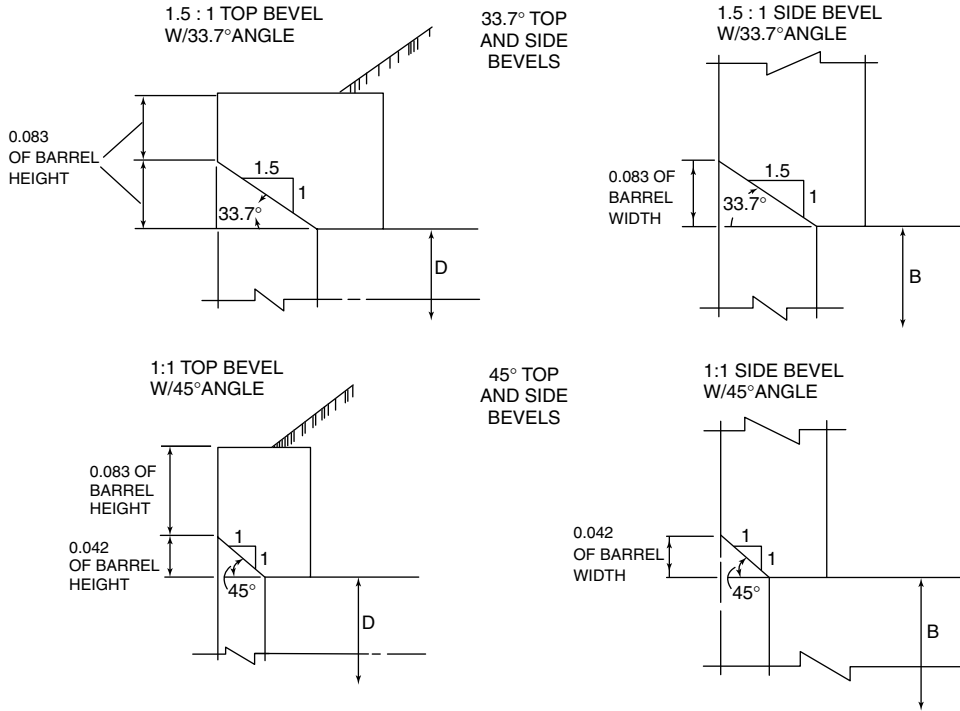 1.5 : 1 TOP BEVEL
W/33.7°ANGLE
33.7° TOP
AND SIDE
BEVELS
1.5 : 1 SIDE BEVEL
W/33.7°ANGLE
0.083
OF BARREL
HEIGHT
1.5
1
33.7°
D
0.083 OF
BARREL
WIDTH
1.5
1
33.7°
B
1:1 TOP BEVEL
W/45°ANGLE
45° TOP
AND SIDE
BEVELS
1:1 SIDE BEVEL
W/45°ANGLE
0.083 OF
BARREL
HEIGHT
0.042
OF BARREL
HEIGHT
1
1
45°
D
0.042
OF BARREL
WIDTH
1
1
45°
B